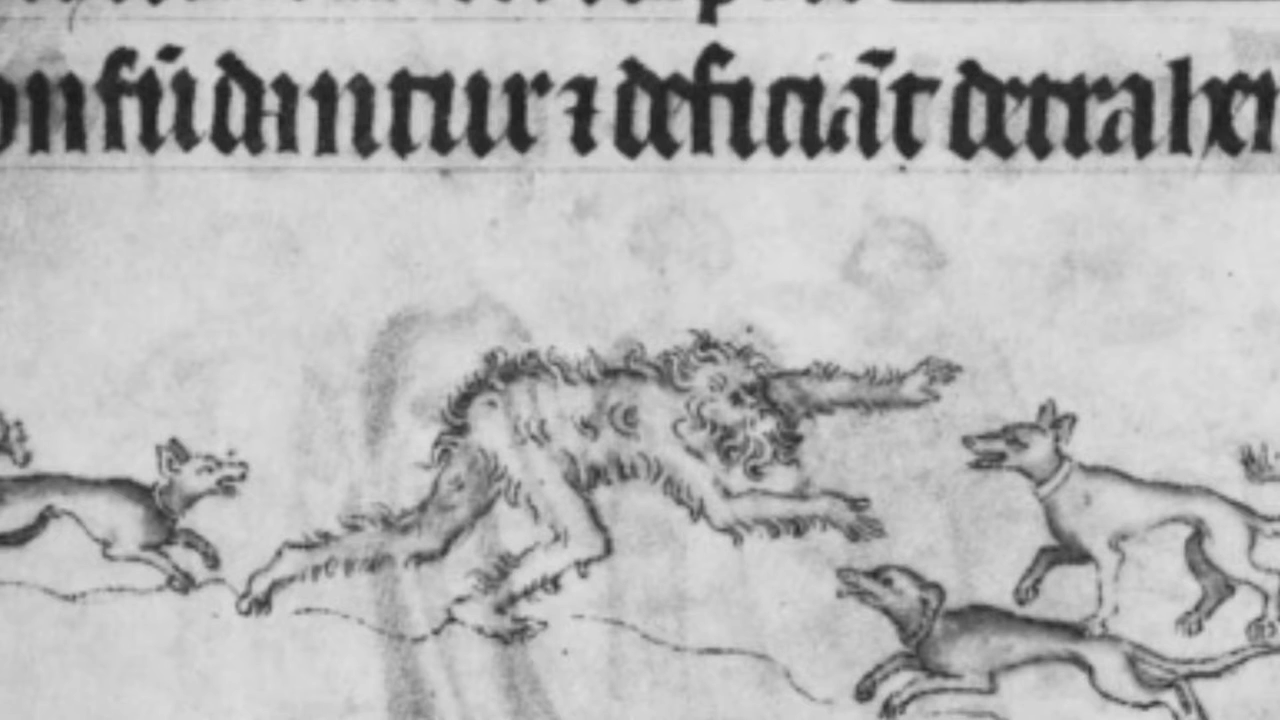 onfūdantur ⁊ deficiāt detrahen